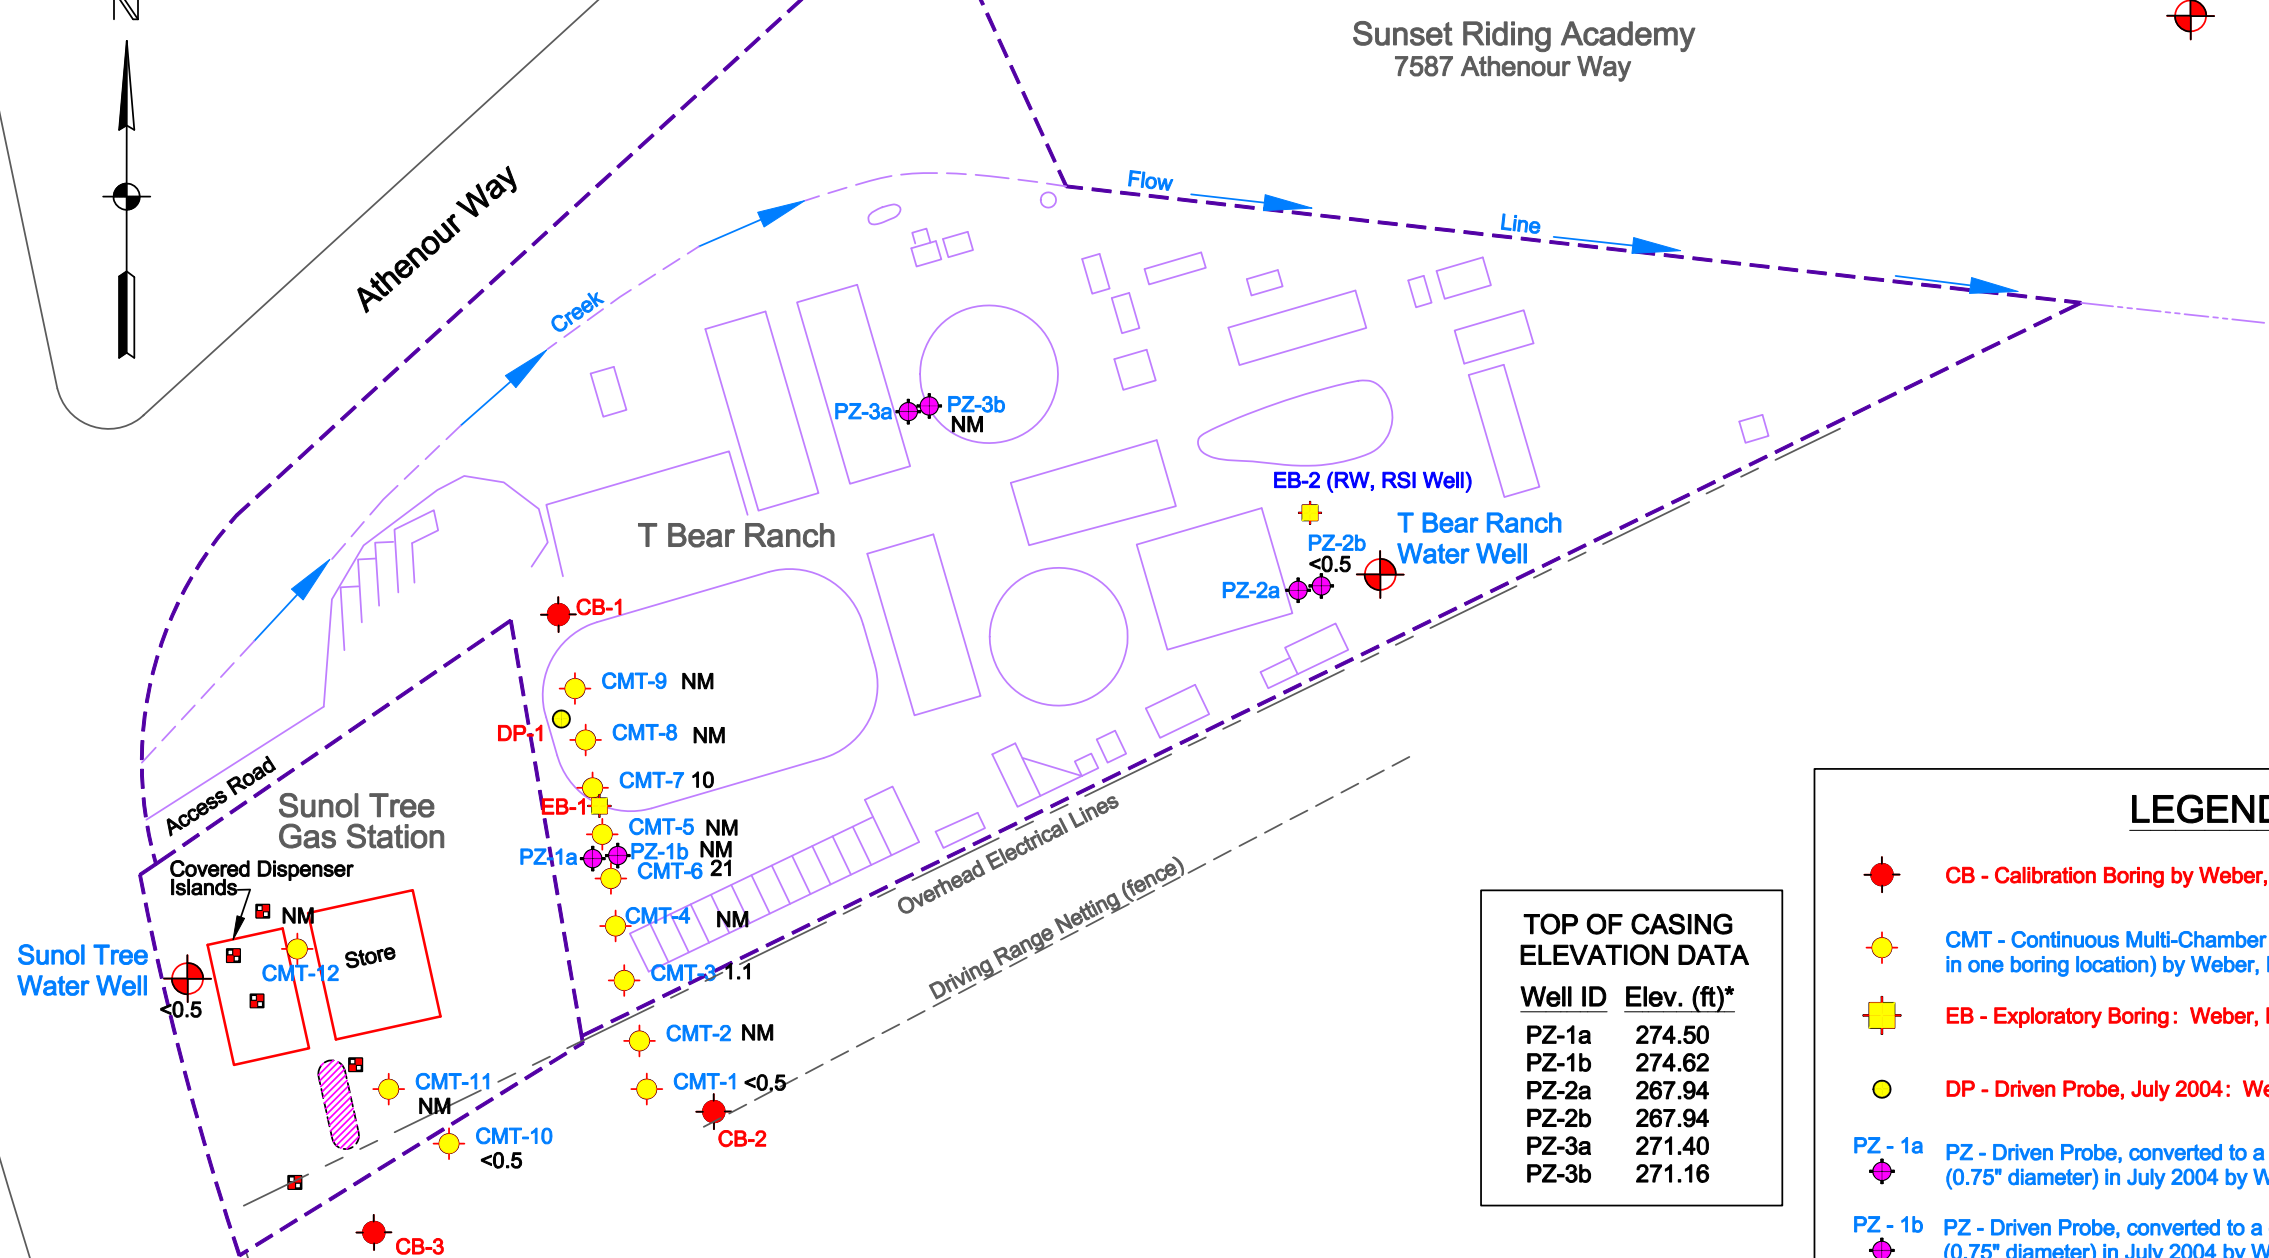 N
Sunset Riding Academy
7587 Athenour Way
Athenour Way
Flow
Line
Creek
PZ-3a
PZ-3b
NM
EB-2 (RW, RSI Well)
T Bear Ranch
T Bear Ranch
Water Well
PZ-2b
<0.5
PZ-2a
CB-1
CMT-9 NM
DP-1
CMT-8 NM
CMT-7 10
EB-1
CMT-5 NM
PZ-1a
PZ-1b NM
CMT-6 21
CMT-4 NM
CMT-3 1.1
CMT-2 NM
CMT-1 <0.5
CB-2
Access Road
Sunol Tree
Gas Station
Covered Dispenser
Islands
NM
CMT-12
Store
Sunol Tree
Water Well
<0.5
CMT-11
NM
CMT-10
<0.5
CB-3
Overhead Electrical Lines
Driving Range Netting (fence)
TOP OF CASING
ELEVATION DATA
Well ID Elev. (ft)*
PZ-1a 274.50
PZ-1b 274.62
PZ-2a 267.94
PZ-2b 267.94
PZ-3a 271.40
PZ-3b 271.16
LEGEND
CB - Calibration Boring by Weber,
CMT - Continuous Multi-Chamber
in one boring location) by Weber,
EB - Exploratory Boring: Weber,
DP - Driven Probe, July 2004: We
PZ - 1a
PZ - Driven Probe, converted to a
(0.75" diameter) in July 2004 by W
PZ - 1b
PZ - Driven Probe, converted to a
(0.75" diameter) in July 2004 by W